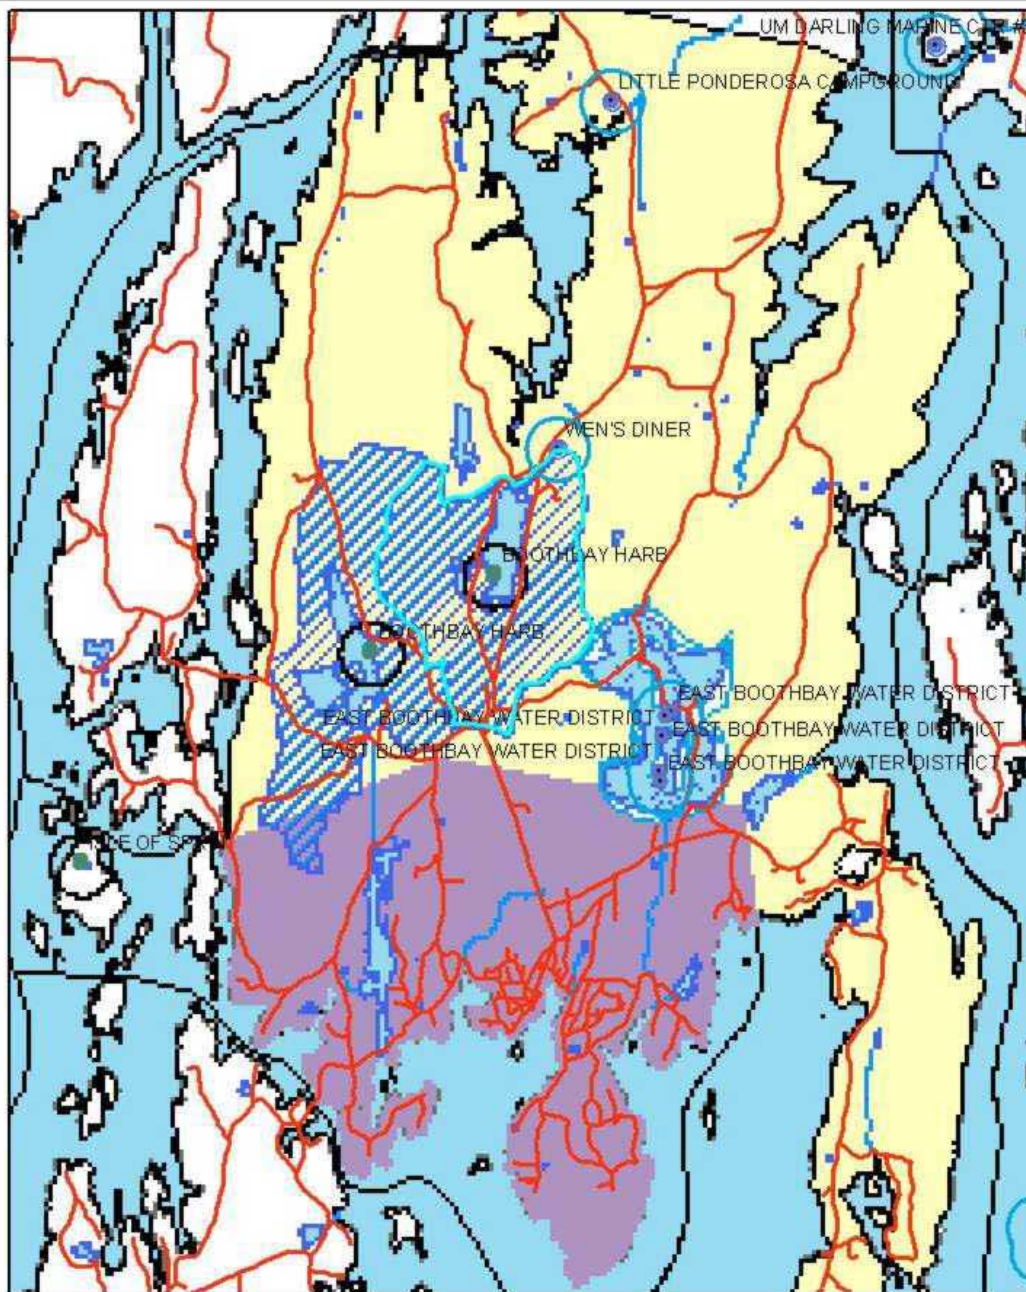 UM DARLING MARINE CTR #
LITTLE PONDEROSA CAMPGROUND
WEN'S DINER
BOOTHBAY HARB
BOOTHBAY HARB
EAST BOOTHBAY WATER DISTRICT
EAST BOOTHBAY WATER DISTRICT
EAST BOOTHBAY WATER DISTRICT
EAST BOOTHBAY WATER DISTRICT
EAST BOOTHBAY WATER DISTRICT
OF